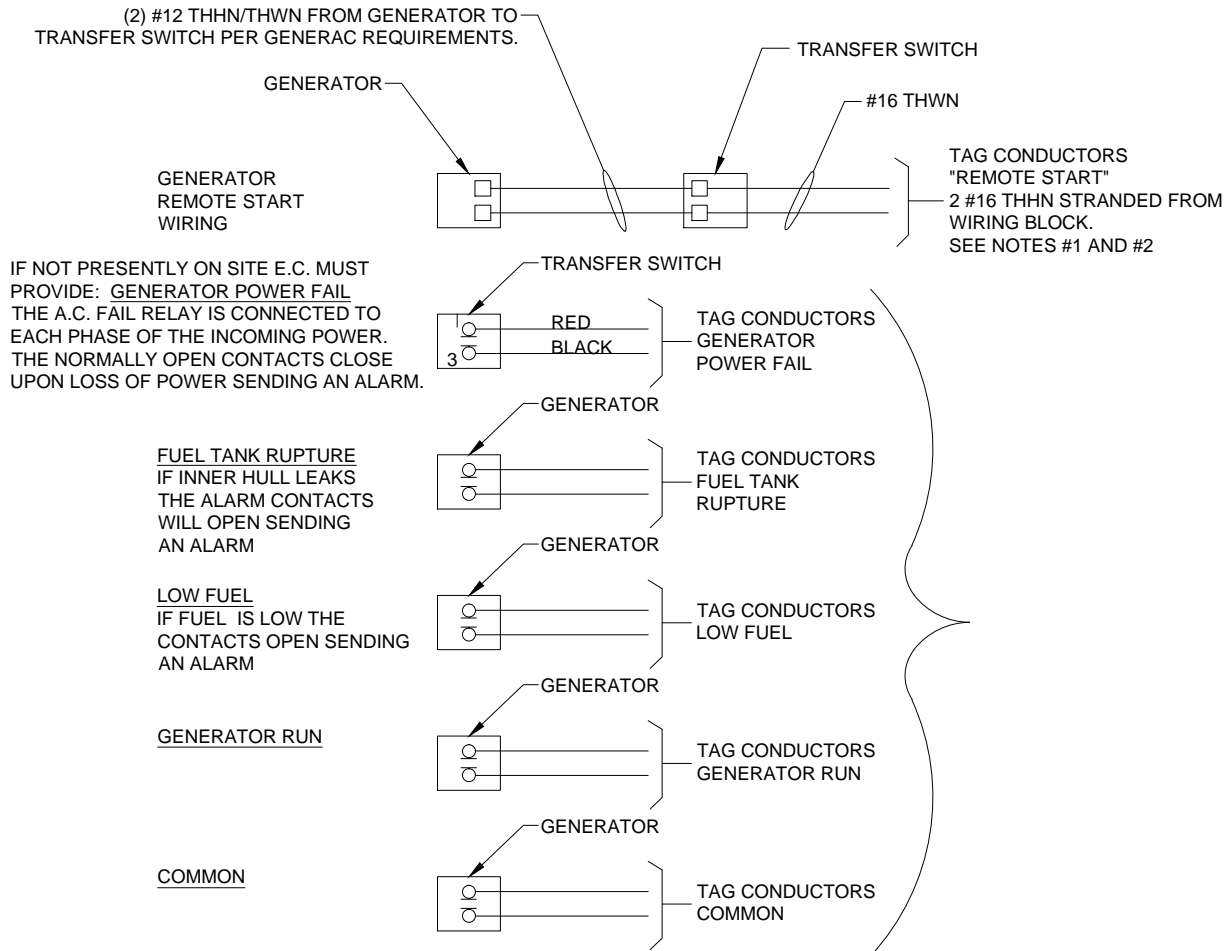 (2) #12 THHN/THWN FROM GENERATOR TO
TRANSFER SWITCH PER GENERAC REQUIREMENTS.
TRANSFER SWITCH
GENERATOR
#16 THWN
GENERATOR
REMOTE START
WIRING
TAG CONDUCTORS
"REMOTE START"
2 #16 THHN STRANDED FROM
WIRING BLOCK.
SEE NOTES #1 AND #2
IF NOT PRESENTLY ON SITE E.C. MUST
PROVIDE: GENERATOR POWER FAIL
THE A.C. FAIL RELAY IS CONNECTED TO
EACH PHASE OF THE INCOMING POWER.
THE NORMALLY OPEN CONTACTS CLOSE
UPON LOSS OF POWER SENDING AN ALARM.
TRANSFER SWITCH
1
3
RED
BLACK
TAG CONDUCTORS
GENERATOR
POWER FAIL
GENERATOR
FUEL TANK RUPTURE
IF INNER HULL LEAKS
THE ALARM CONTACTS
WILL OPEN SENDING
AN ALARM
TAG CONDUCTORS
FUEL TANK
RUPTURE
GENERATOR
LOW FUEL
IF FUEL IS LOW THE
CONTACTS OPEN SENDING
AN ALARM
TAG CONDUCTORS
LOW FUEL
GENERATOR
GENERATOR RUN
TAG CONDUCTORS
GENERATOR RUN
GENERATOR
COMMON
TAG CONDUCTORS
COMMON